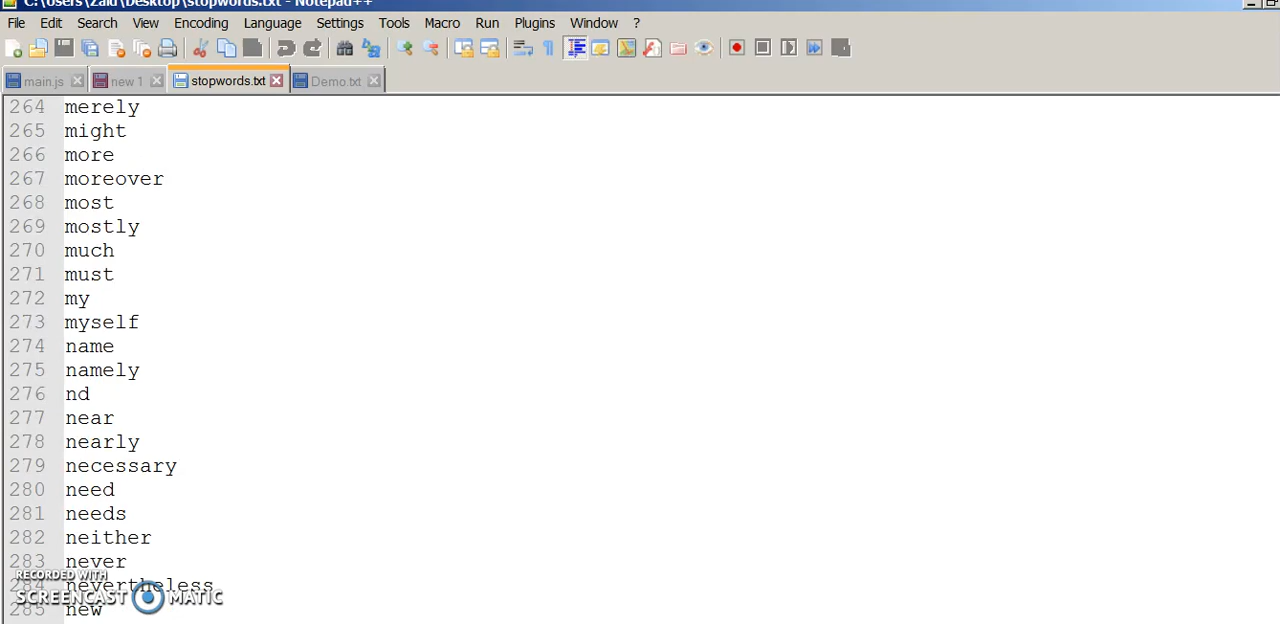 C:\Users\Zaid\Desktop\stopwords.txt - Notepad++
File Edit Search View Encoding Language Settings Tools Macro Run Plugins Window ?
main.js new 1 stopwords.txt Demo.txt
264 merely
265 might
266 more
267 moreover
268 most
269 mostly
270 much
271 must
272 my
273 myself
274 name
275 namely
276 nd
277 near
278 nearly
279 necessary
280 need
281 needs
282 neither
283 never
RECORDED WITH
284 nevertheless
SCREENCAST MATIC
285 new